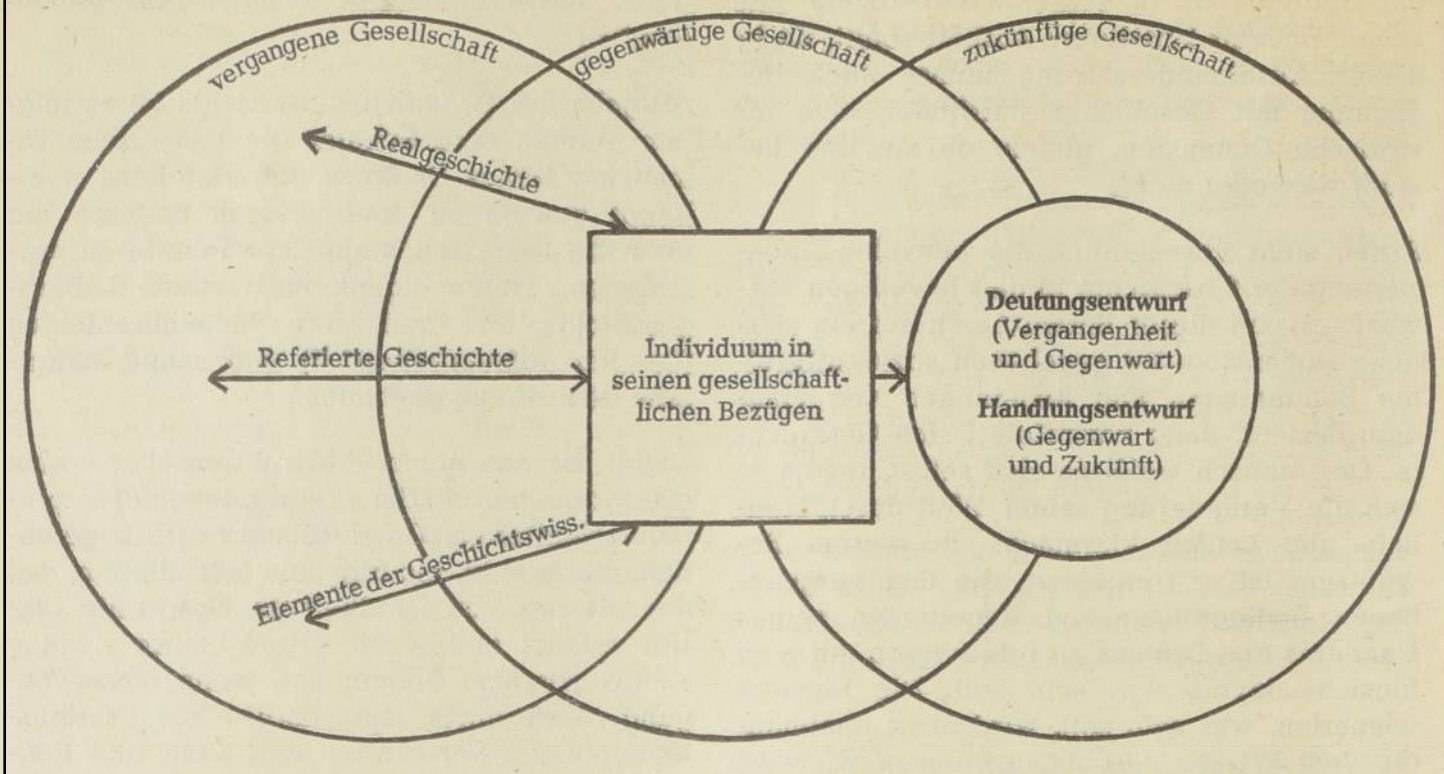 vergangene Gesellschaft
gegenwärtige Gesellschaft
zukünftige Gesellschaft
Realgeschichte
Referierte Geschichte
Elemente der Geschichtswiss.
Individuum in
seinen gesellschaft-
lichen Bezügen
Deutungsentwurf
(Vergangenheit
und Gegenwart)
Handlungsentwurf
(Gegenwart
und Zukunft)